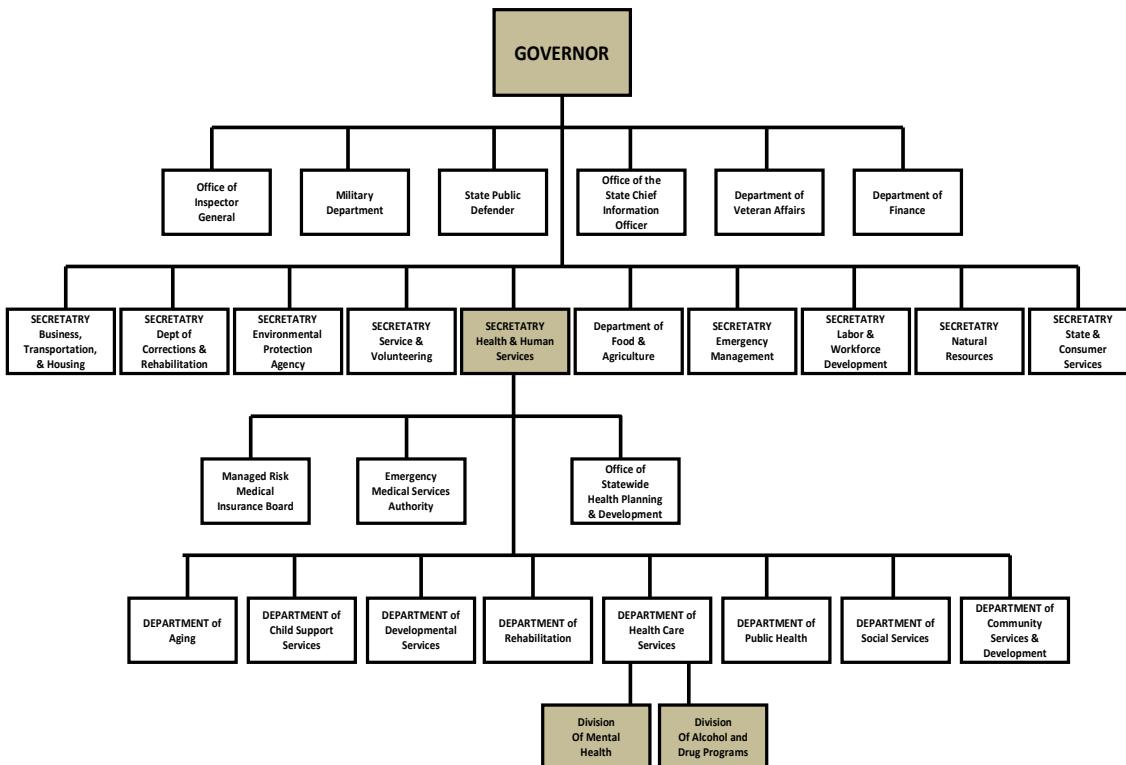 GOVERNOR
Office of
Inspector
General
Military
Department
State Public
Defender
Office of the
State Chief
Information
Officer
Department of
Veteran Affairs
Department of
Finance
SECRETATRY
Business,
Transportation,
& Housing
SECRETATRY
Dept of
Corrections &
Rehabilitation
SECRETATRY
Environmental
Protection
Agency
SECRETATRY
Service &
Volunteering
SECRETATRY
Health & Human
Services
Department of
Food &
Agriculture
SECRETATRY
Emergency
Management
SECRETATRY
Labor &
Workforce
Development
SECRETATRY
Natural
Resources
SECRETATRY
State &
Consumer
Services
Managed Risk
Medical
Insurance Board
Emergency
Medical Services
Authority
Office of
Statewide
Health Planning
& Development
DEPARTMENT of
Aging
DEPARTMENT of
Child Support
Services
DEPARTMENT of
Developmental
Services
DEPARTMENT of
Rehabilitation
DEPARTMENT of
Health Care
Services
DEPARTMENT of
Public Health
DEPARTMENT of
Social Services
DEPARTMENT of
Community
Services &
Development
Division
Of Mental
Health
Division
Of Alcohol and
Drug Programs